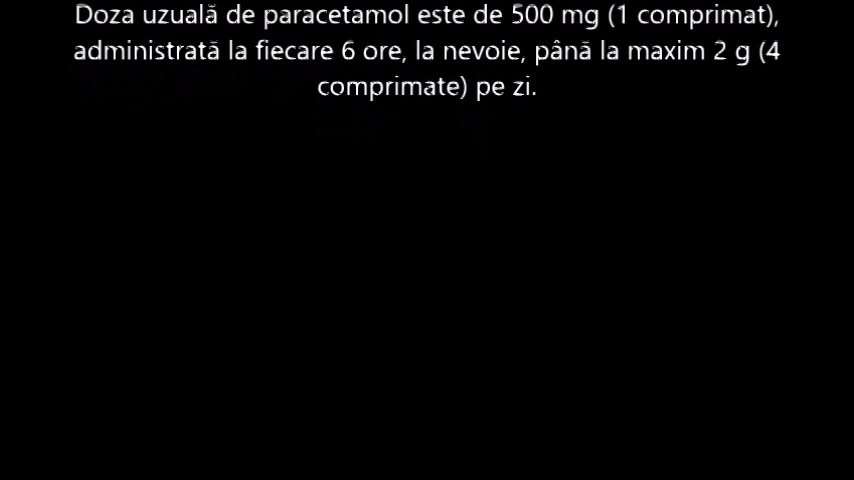 Doza uzuală de paracetamol este de 500 mg (1 comprimat),
administrată la fiecare 6 ore, la nevoie, până la maxim 2 g (4
comprimate) pe zi.